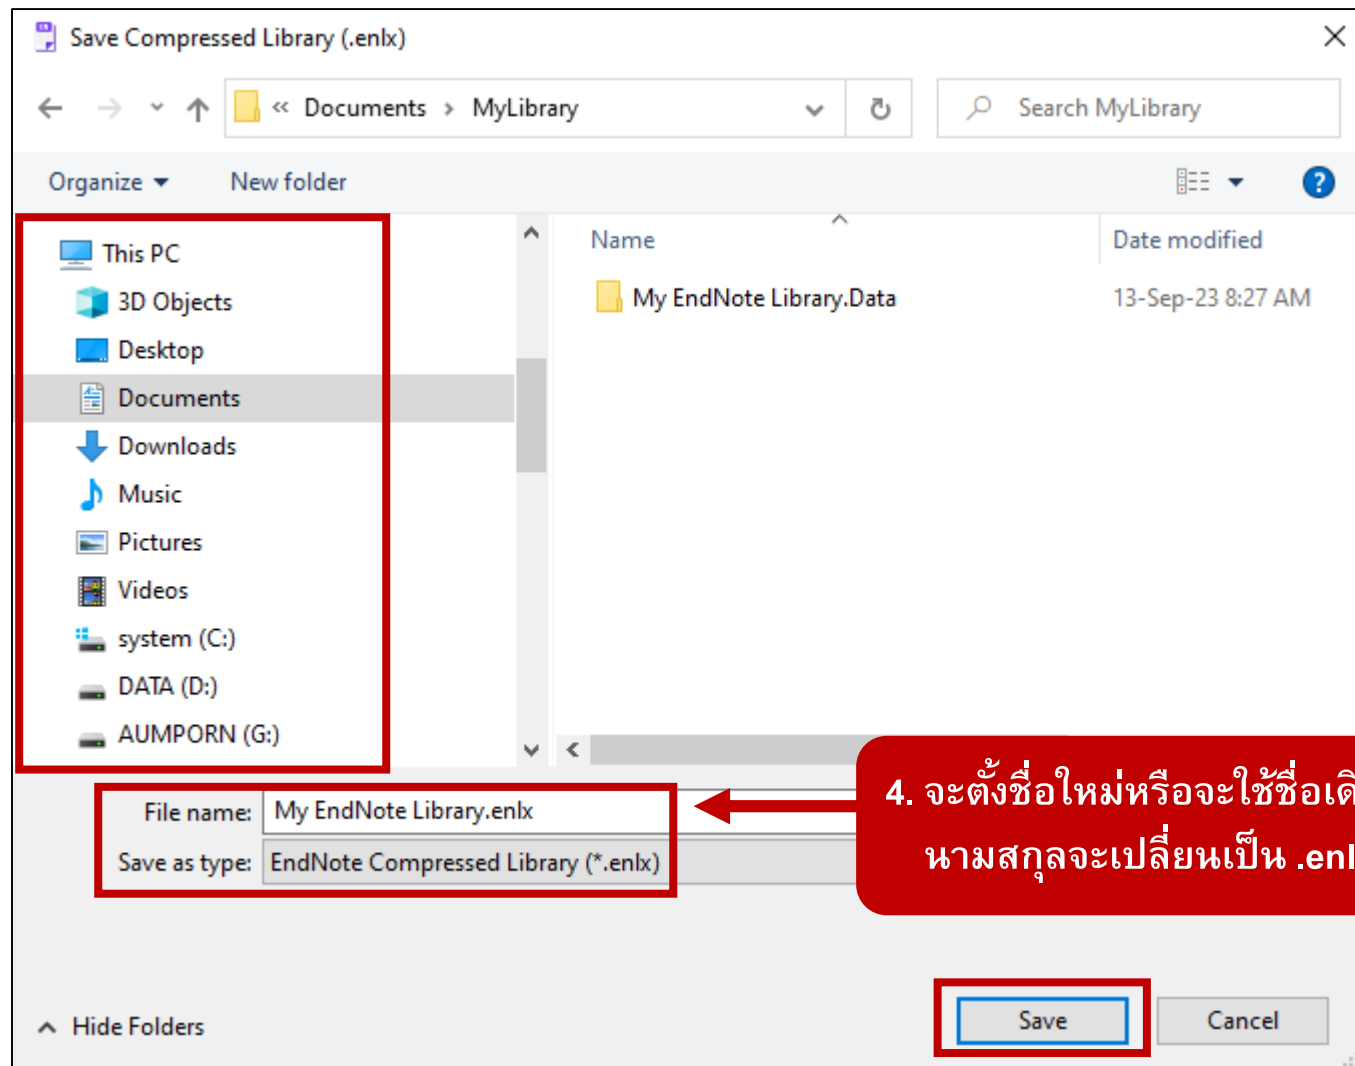 Save Compressed Library (.enlx)
« Documents › MyLibrary
Search MyLibrary
Organize
New folder
This PC
3D Objects
Desktop
Documents
Downloads
Music
Pictures
Videos
system (C:)
DATA (D:)
AUMPORN (G:)
Name
Date modified
My EndNote Library.Data
13-Sep-23 8:27 AM
File name: My EndNote Library.enlx
Save as type: EndNote Compressed Library (*.enlx)
4. จะตั้งชื่อใหม่หรือจะใช้ชื่อ
นามสกุลจะเปลี่ยนเป็น
Hide Folders
Save
Cancel